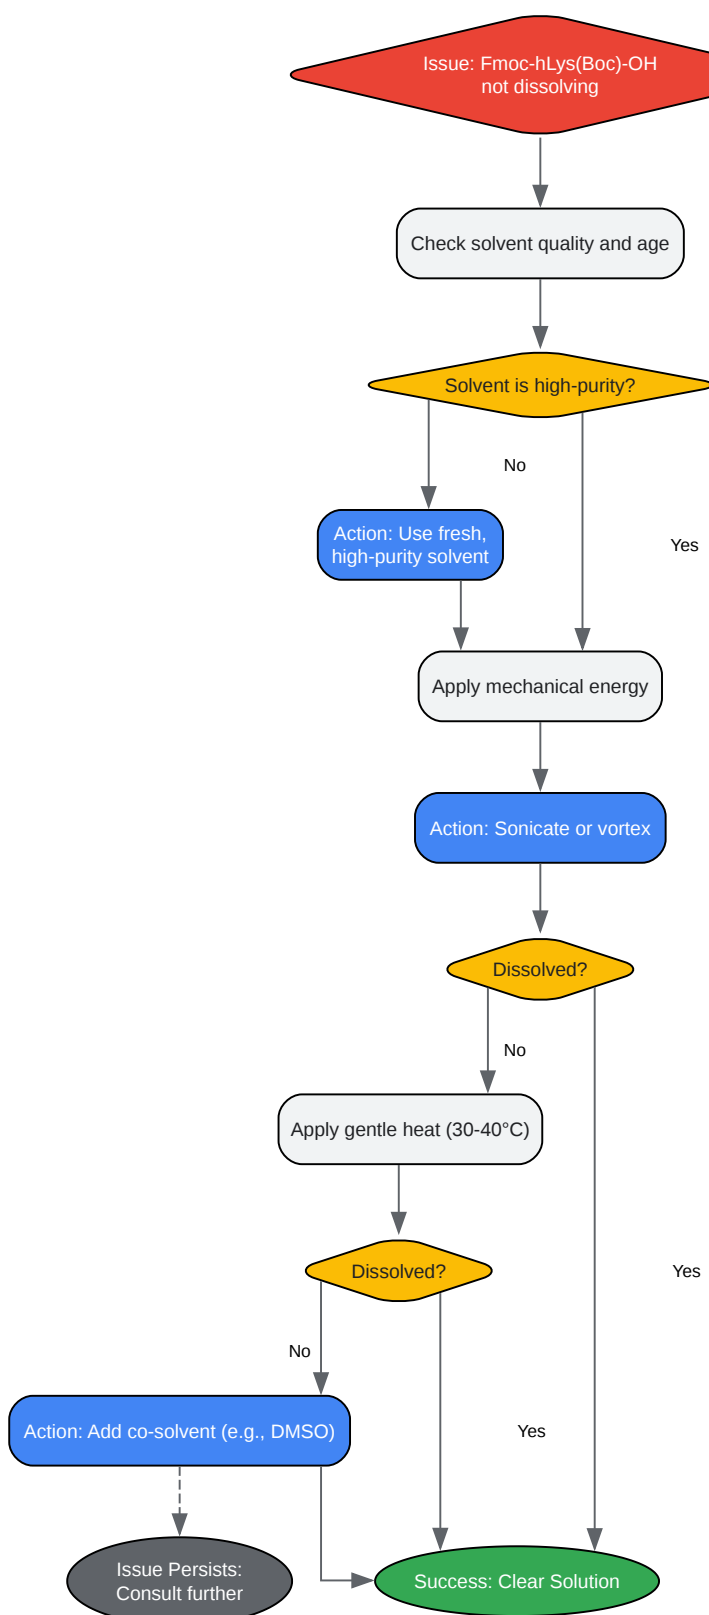 Issue: Fmoc-hLys(Boc)-OH
not dissolving
Check solvent quality and age
Solvent is high-purity?
No
Action: Use fresh,
high-purity solvent
Yes
Apply mechanical energy
Action: Sonicate or vortex
Dissolved?
No
Apply gentle heat (30-40°C)
Dissolved?
Yes
No
Action: Add co-solvent (e.g., DMSO)
Yes
Issue Persists:
Consult further
Success: Clear Solution